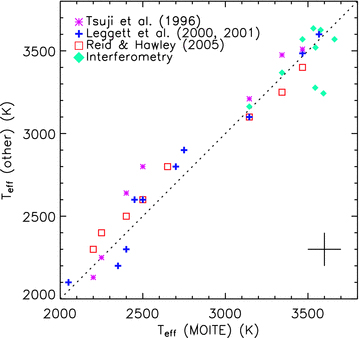 Tsuji et al. (1996)
Leggett et al. (2000, 2001)
Reid & Hawley (2005)
Interferometry
3500
3000
2500
2000
T_eff (other) (K)
2000 2500 3000 3500
T_eff (MOITE) (K)